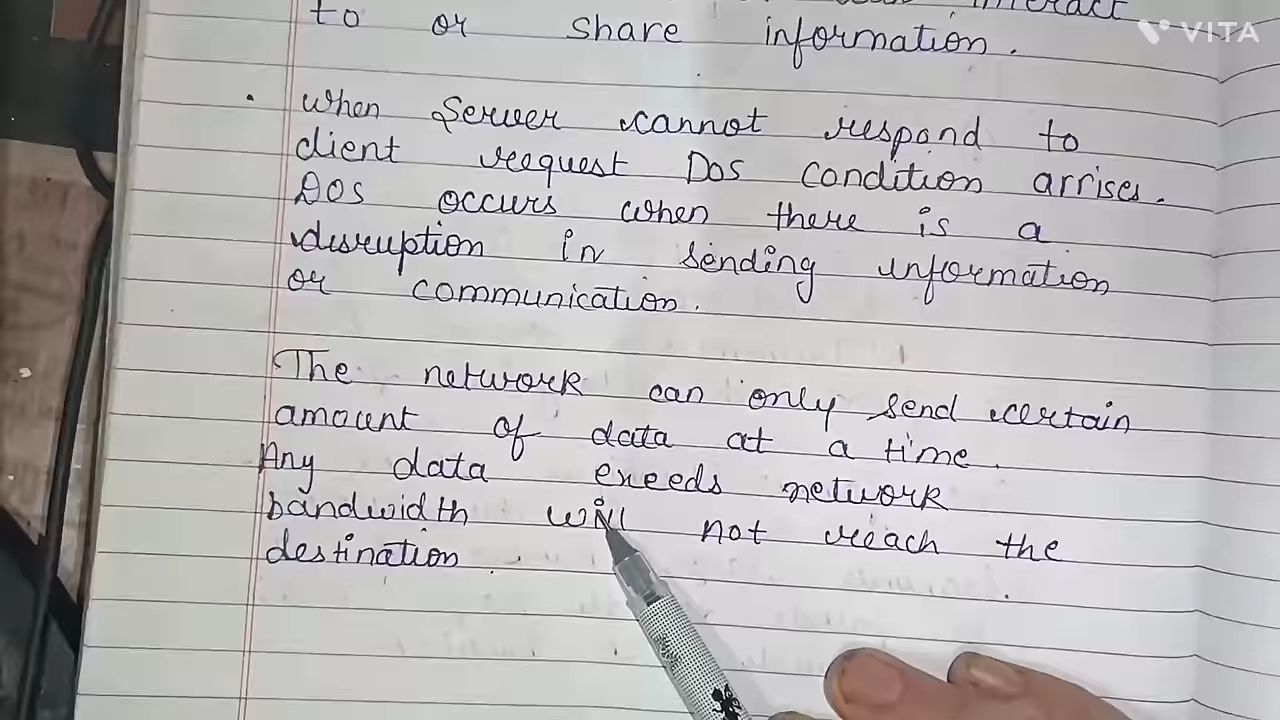 interact
to or share information.
VITA
. when Server cannot respond to
client request Dos condition arrises.
DOS occurs when there is a
disruption in sending information
or communication.
The network can only send certain
amount of data at a time.
Any data exeeds network
bandwidth will not reach the
destination.